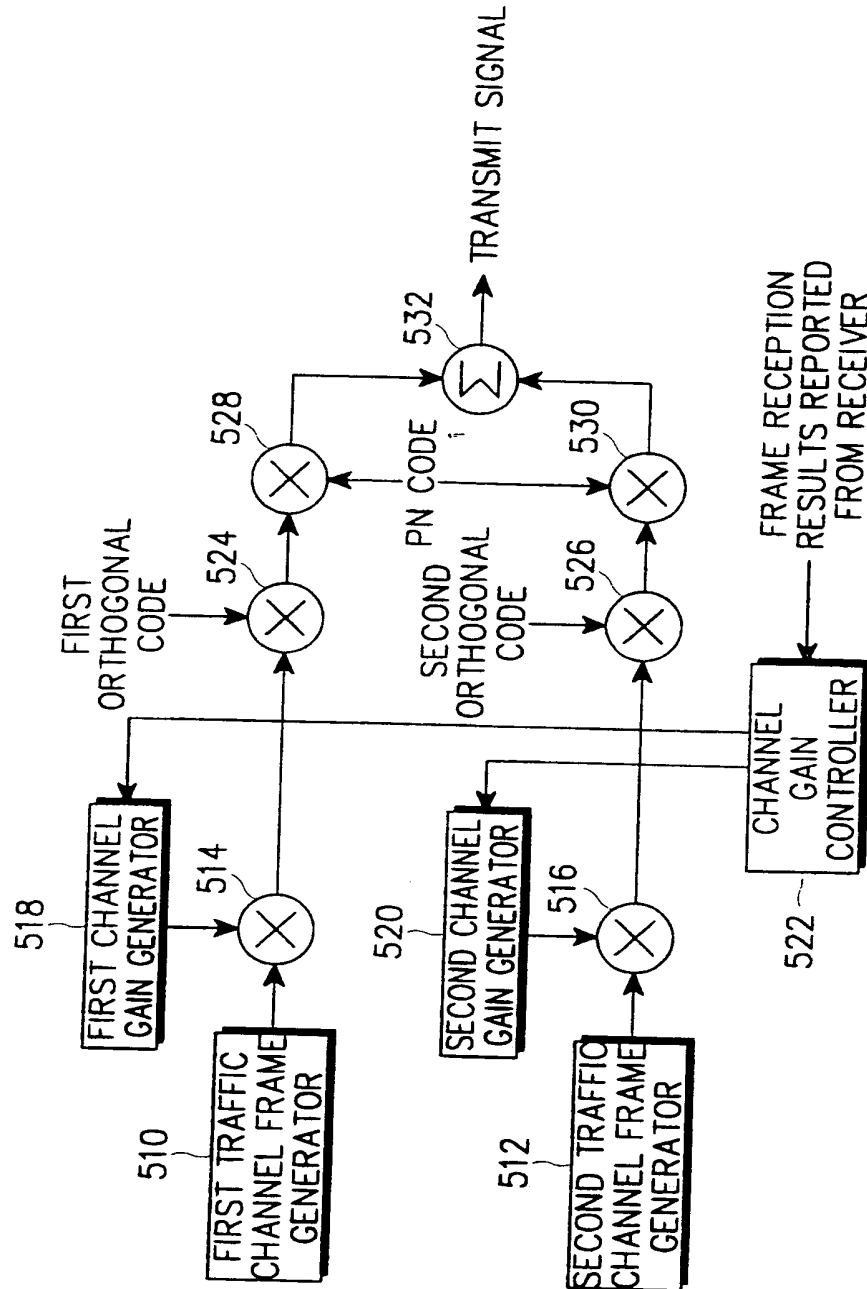 518
FIRST CHANNEL
GAIN GENERATOR
510
FIRST TRAFFIC
CHANNEL FRAME
GENERATOR
514
FIRST
ORTHOGONAL
CODE
524
528
PN CODE
532
TRANSMIT SIGNAL
520
SECOND CHANNEL
GAIN GENERATOR
512
SECOND TRAFFIC
CHANNEL FRAME
GENERATOR
516
SECOND
ORTHOGONAL
CODE
526
530
CHANNEL
GAIN
CONTROLLER
522
FRAME RECEPTION
RESULTS REPORTED
FROM RECEIVER